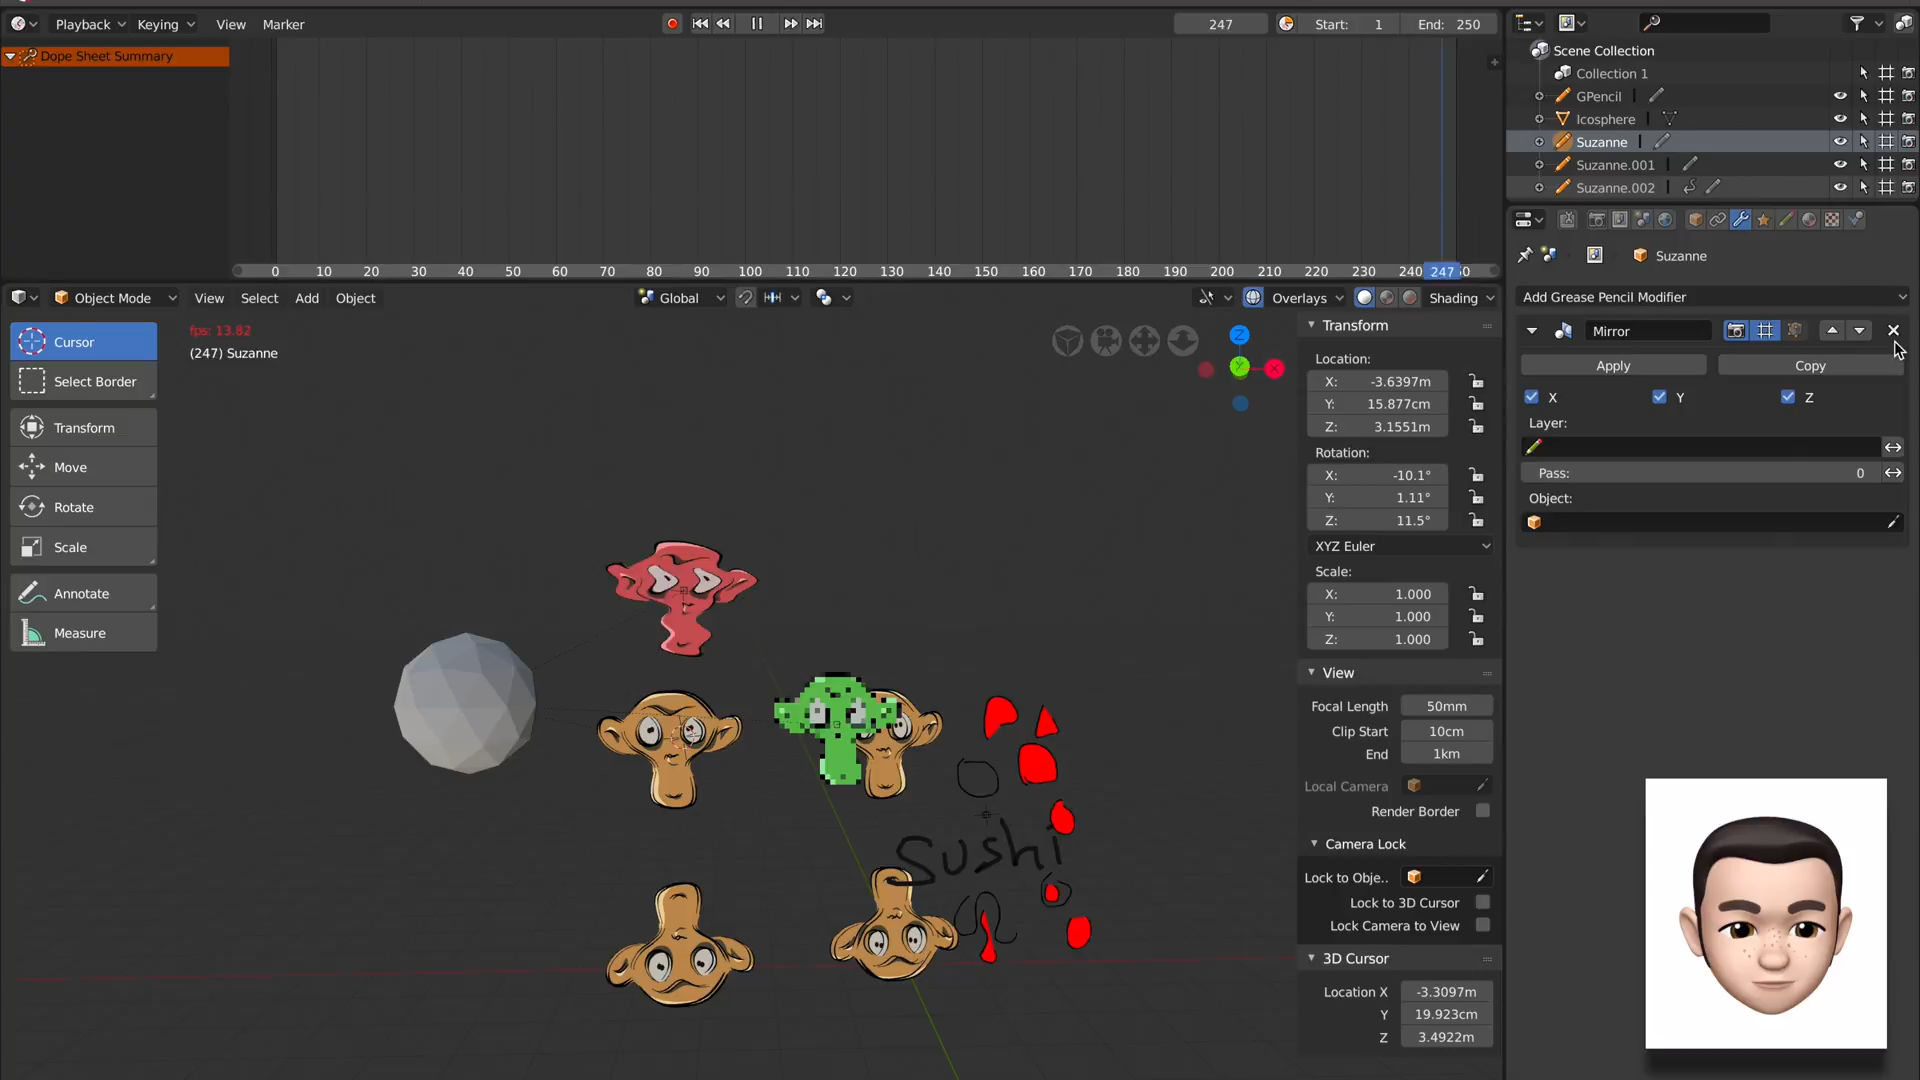 Playback Keying View Marker 247 Start: 1 End: 250
Dope Sheet Summary
0 10 20 30 40 50 60 70 80 90 100 110 120 130 140 150 160 170 180 190 200 210 220 230 240 247
Object Mode View Select Add Object Global Overlays Shading
Cursor
Select Border
Transform
Move
Rotate
Scale
Annotate
Measure
fps: 13.82
(247) Suzanne
Z
Y
X
Sushi
Transform
Location:
X: -3.6397m
Y: 15.877cm
Z: 3.1551m
Rotation:
X: -10.1°
Y: 1.11°
Z: 11.5°
XYZ Euler
Scale:
X: 1.000
Y: 1.000
Z: 1.000
View
Focal Length 50mm
Clip Start 10cm
End 1km
Local Camera
Render Border
Camera Lock
Lock to Obje..
Lock to 3D Cursor
Lock Camera to View
3D Cursor
Location X -3.3097m
Y 19.923cm
Z 3.4922m
Scene Collection
Collection 1
GPencil
Icosphere
Suzanne
Suzanne.001
Suzanne.002
Suzanne
Add Grease Pencil Modifier
Mirror
Apply Copy
X Y Z
Layer:
Pass: 0
Object: